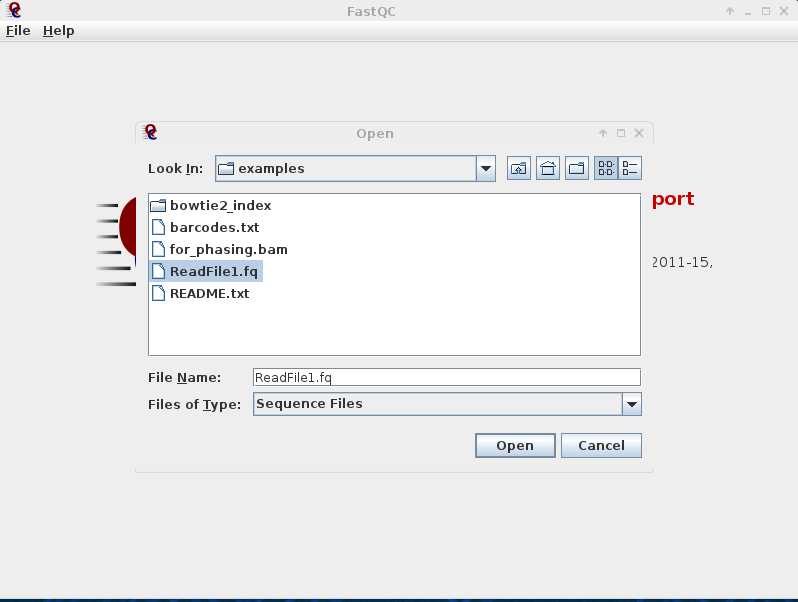 FastQC
File Help
Open
Look In: examples
bowtie2_index
barcodes.txt
for_phasing.bam
ReadFile1.fq
README.txt
port
2011-15,
File Name: ReadFile1.fq
Files of Type: Sequence Files
Open Cancel